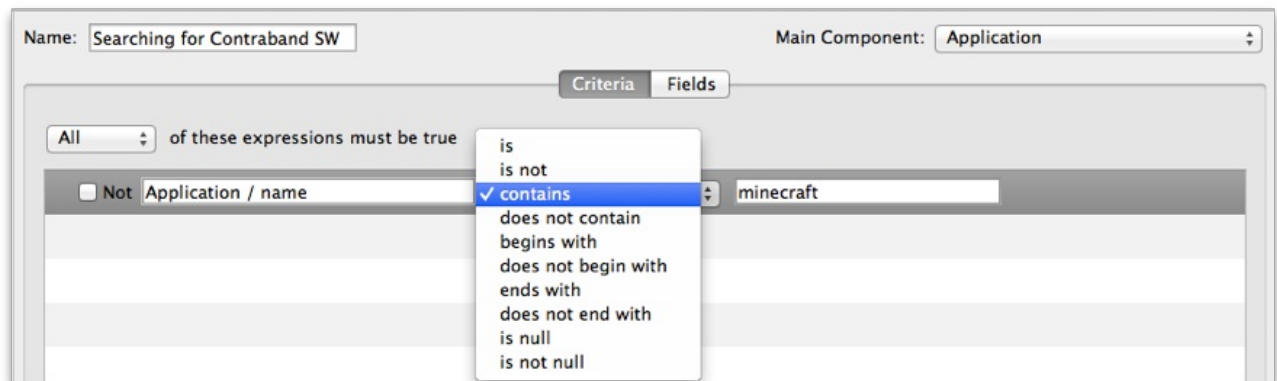 Name: Searching for Contraband SW Main Component: Application
Criteria Fields
All of these expressions must be true
is
is not
Not Application / name ✓ contains minecraft
does not contain
begins with
does not begin with
ends with
does not end with
is null
is not null